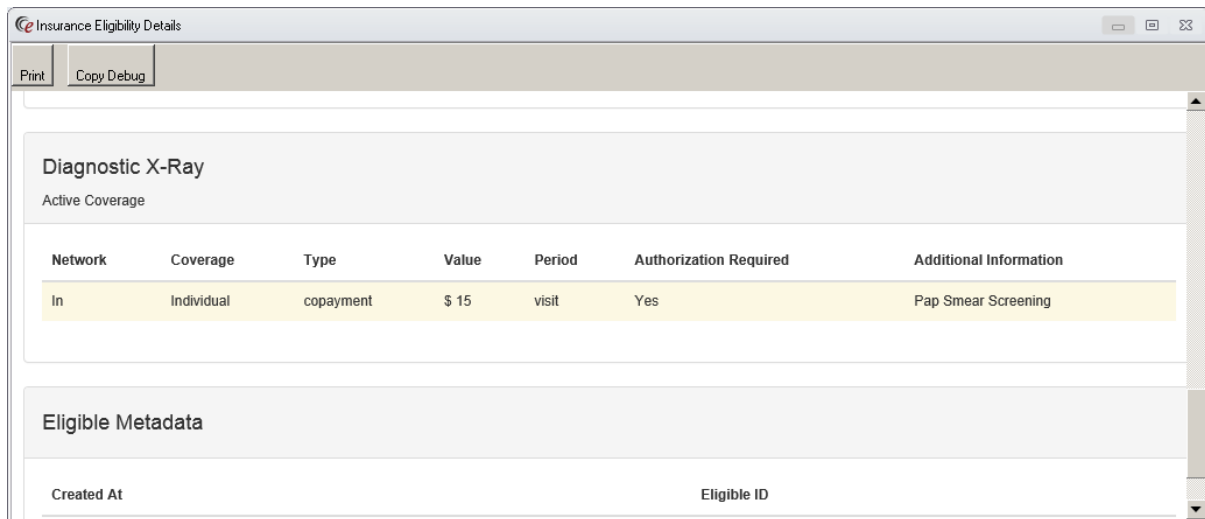 Insurance Eligibility Details
Print Copy Debug
Diagnostic X-Ray
Active Coverage
Network Coverage Type Value Period Authorization Required Additional Information
In Individual copayment $ 15 visit Yes Pap Smear Screening
Eligible Metadata
Created At Eligible ID